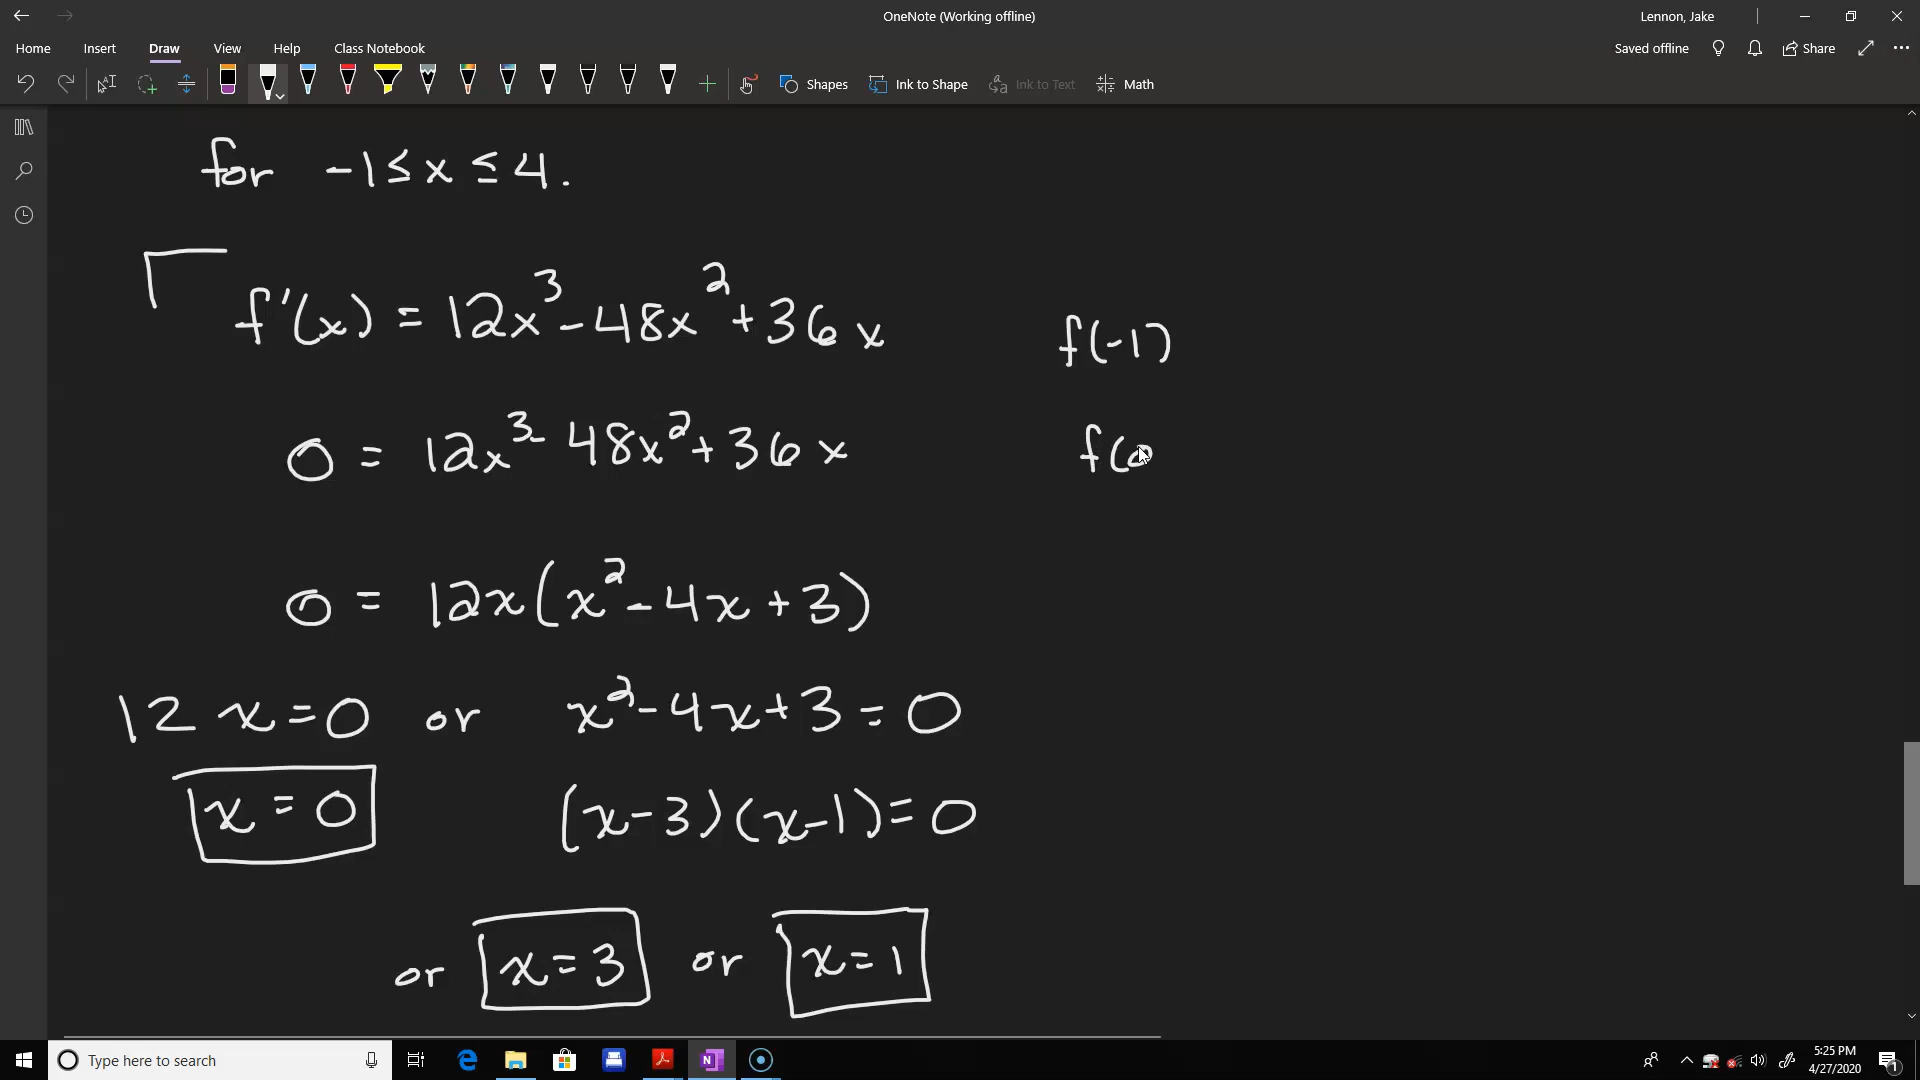 OneNote (Working offline)
Lennon, Jake
Home Insert Draw View Help Class Notebook
Saved offline Share
Shapes Ink to Shape Ink to Text Math
for -1 ≤ x ≤ 4.
f'(x) = 12x³ - 48x² + 36x
f(-1)
0 = 12x³ - 48x² + 36x
f(0
0 = 12x(x² - 4x + 3)
12x = 0 or x² - 4x + 3 = 0
x = 0 (x-3)(x-1) = 0
or x = 3 or x = 1
Type here to search
5:25 PM
4/27/2020
1